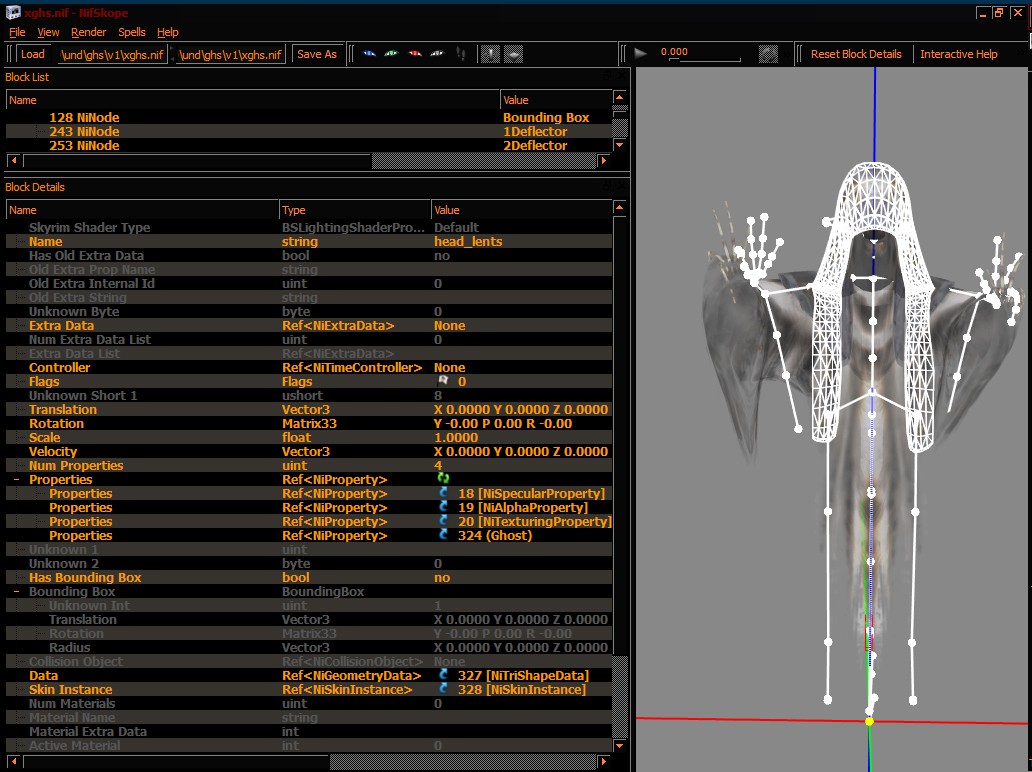 xghs.nif - NifSkope
File View Render Spells Help
Load \und\ghs\v1\xghs.nif \und\ghs\v1\xghs.nif Save As 0.000 Reset Block Details Interactive Help
Block List
Name Value
128 NiNode Bounding Box
243 NiNode 1Deflector
253 NiNode 2Deflector
Block Details
Name Type Value
Skyrim Shader Type BSLightingShaderPro... Default
Name string head_lents
Has Old Extra Data bool no
Old Extra Prop Name string
Old Extra Internal Id uint 0
Old Extra String string
Unknown Byte byte 0
Extra Data Ref<NiExtraData> None
Num Extra Data List uint 0
Extra Data List Ref<NiExtraData>
Controller Ref<NiTimeController> None
Flags Flags 0
Unknown Short 1 ushort 8
Translation Vector3 X 0.0000 Y 0.0000 Z 0.0000
Rotation Matrix33 Y -0.00 P 0.00 R -0.00
Scale float 1.0000
Velocity Vector3 X 0.0000 Y 0.0000 Z 0.0000
Num Properties uint 4
Properties Ref<NiProperty>
Properties Ref<NiProperty> 18 [NiSpecularProperty]
Properties Ref<NiProperty> 19 [NiAlphaProperty]
Properties Ref<NiProperty> 20 [NiTexturingProperty]
Properties Ref<NiProperty> 324 (Ghost)
Unknown 1 uint
Unknown 2 byte 0
Has Bounding Box bool no
Bounding Box BoundingBox
Unknown Int uint 1
Translation Vector3 X 0.0000 Y 0.0000 Z 0.0000
Rotation Matrix33 Y -0.00 P 0.00 R -0.00
Radius Vector3 X 0.0000 Y 0.0000 Z 0.0000
Collision Object Ref<NiCollisionObject> None
Data Ref<NiGeometryData> 327 [NiTriShapeData]
Skin Instance Ref<NiSkinInstance> 328 [NiSkinInstance]
Num Materials uint 0
Material Name string
Material Extra Data int
Active Material int 0